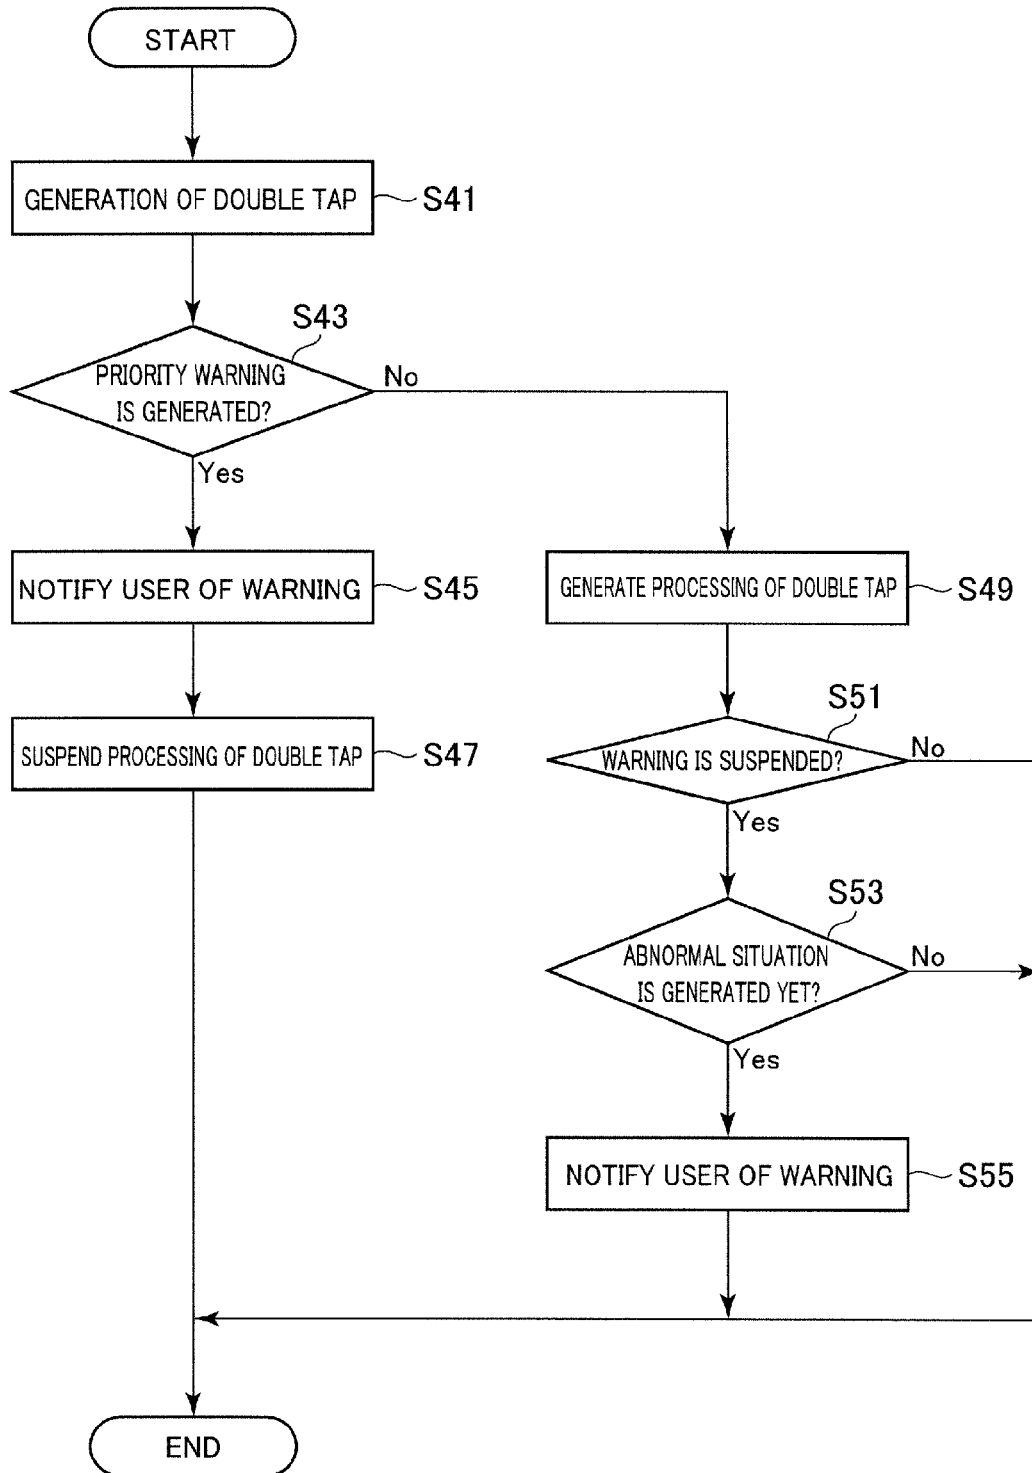 START
GENERATION OF DOUBLE TAP
S41
S43
PRIORITY WARNING
IS GENERATED?
No
Yes
NOTIFY USER OF WARNING
S45
GENERATE PROCESSING OF DOUBLE TAP
S49
SUSPEND PROCESSING OF DOUBLE TAP
S47
S51
WARNING IS SUSPENDED?
No
Yes
S53
ABNORMAL SITUATION
IS GENERATED YET?
No
Yes
NOTIFY USER OF WARNING
S55
END